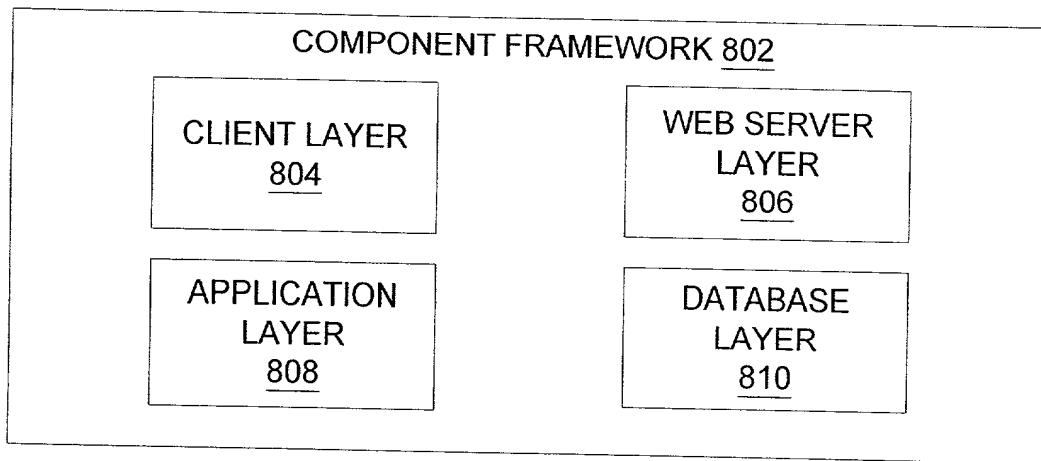 COMPONENT FRAMEWORK 802
CLIENT LAYER
804
WEB SERVER
LAYER
806
APPLICATION
LAYER
808
DATABASE
LAYER
810